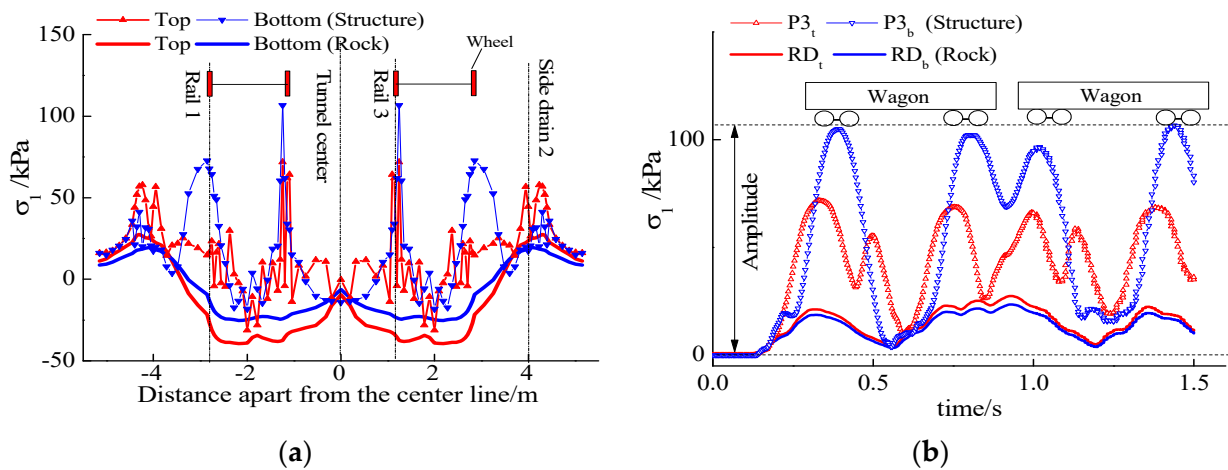 Top Bottom (Structure)
Top Bottom (Rock)
Wheel
Rail 1
Tunnel center
Rail 3
Side drain 2
σ1 /kPa
150
100
50
0
-50
-4 -2 0 2 4
Distance apart from the center line/m
(a)
P3t P3b (Structure)
RDt RDb (Rock)
Wagon Wagon
Amplitude
σ1 /kPa
100
0
0.0 0.5 1.0 1.5
time/s
(b)